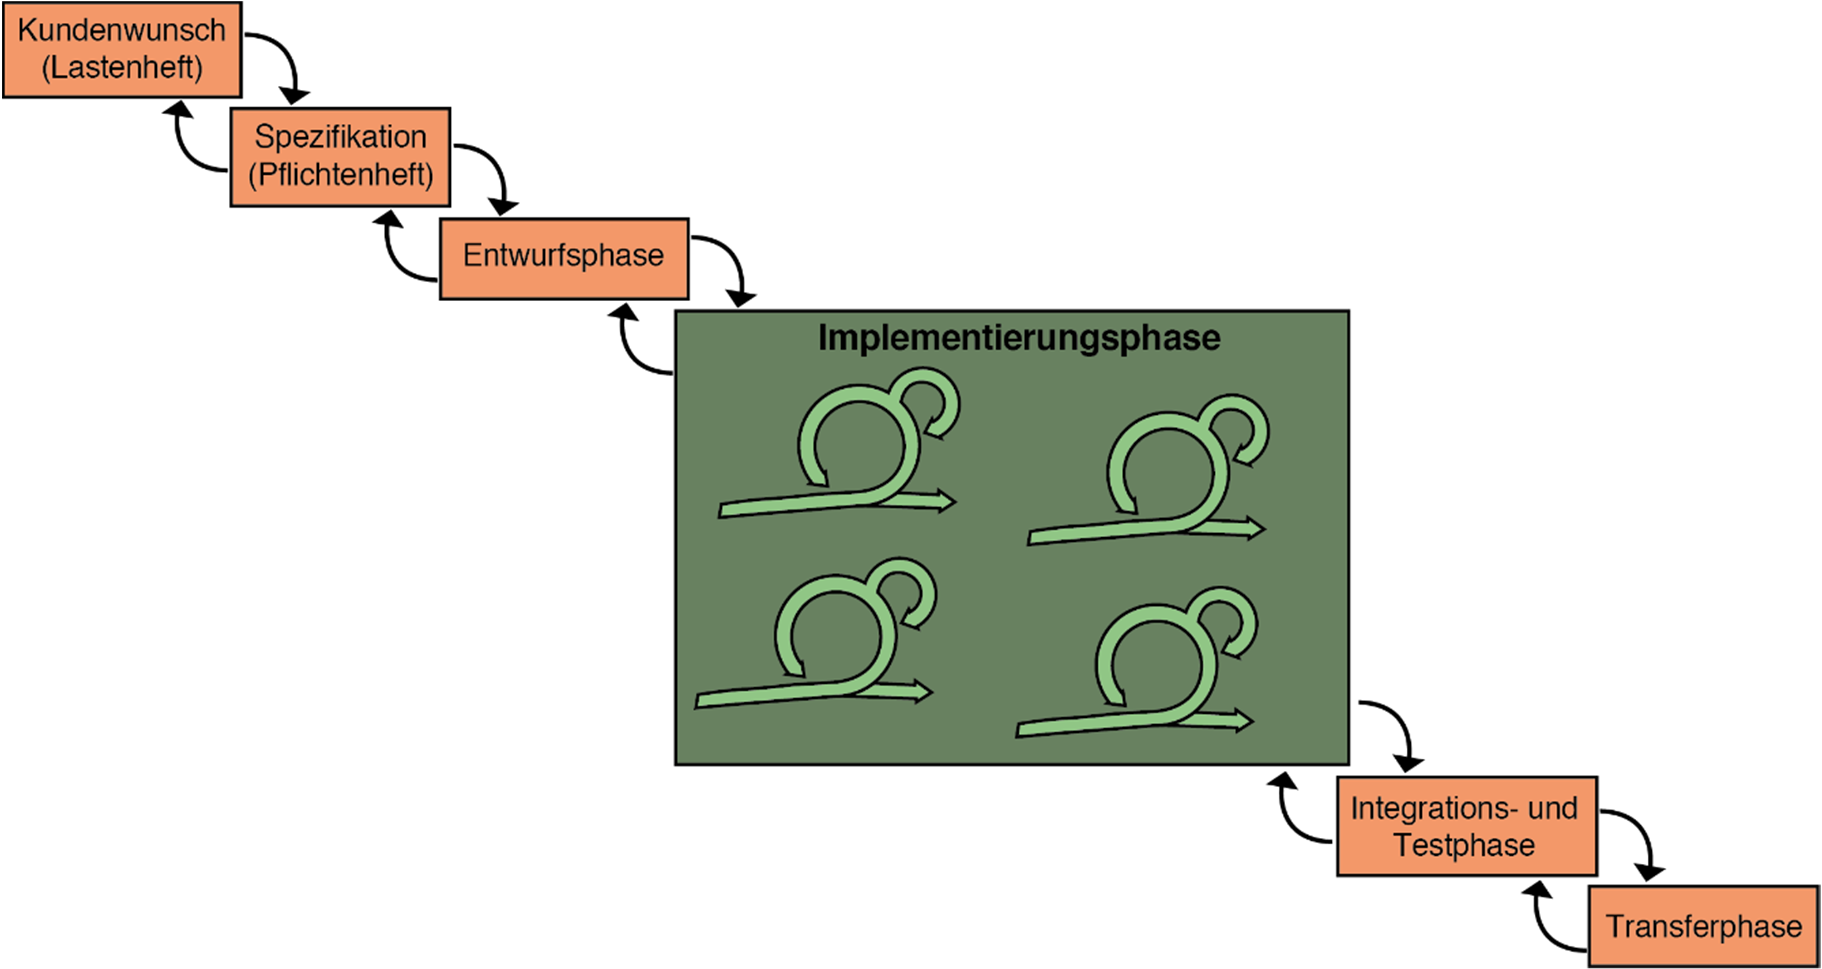 Kundenwunsch
(Lastenheft)
Spezifikation
(Pflichtenheft)
Entwurfsphase
Implementierungsphase
Integrations- und
Testphase
Transferphase